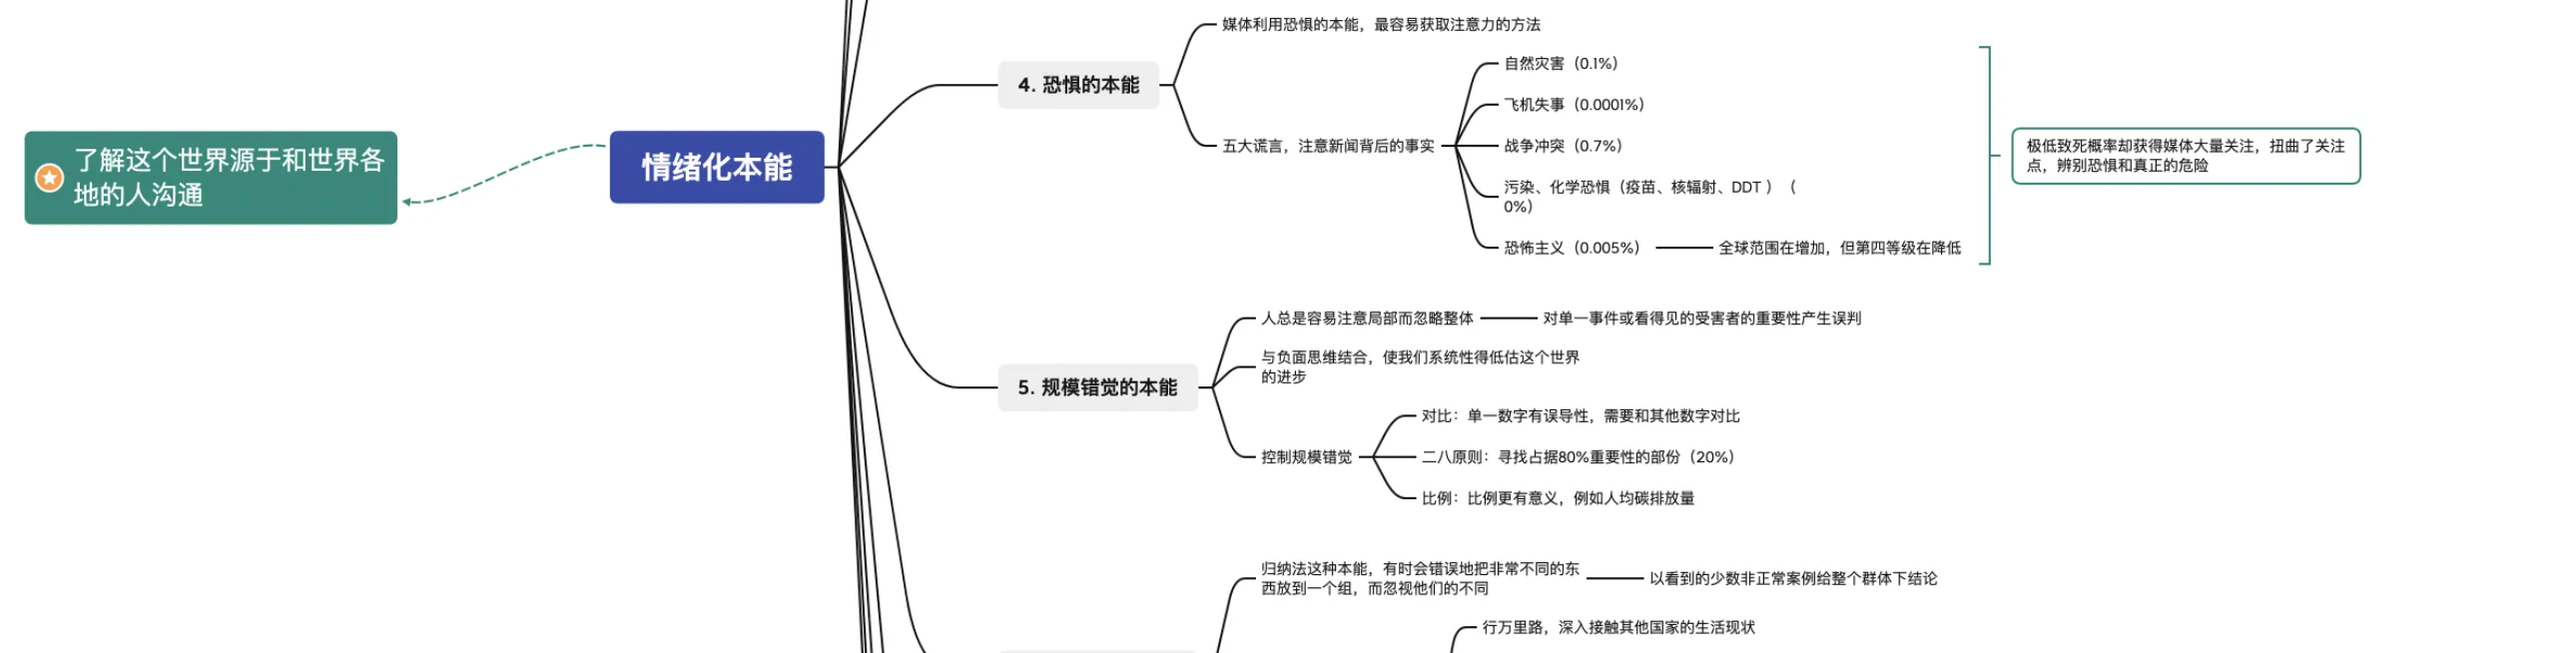 了解这个世界源于和世界各
地的人沟通
情绪化本能
4. 恐惧的本能
媒体利用恐惧的本能，最容易获取注意力的方法
五大谎言，注意新闻背后的事实
自然灾害（0.1%）
飞机失事（0.0001%）
战争冲突（0.7%）
污染、化学恐惧（疫苗、核辐射、DDT ）（
0%）
恐怖主义（0.005%）
全球范围在增加，但第四等级在降低
极低致死概率却获得媒体大量关注，扭曲了关注
点，辨别恐惧和真正的危险
5. 规模错觉的本能
人总是容易注意局部而忽略整体
对单一事件或看得见的受害者的重要性产生误判
与负面思维结合，使我们系统性得低估这个世界
的进步
控制规模错觉
对比：单一数字有误导性，需要和其他数字对比
二八原则：寻找占据80%重要性的部份（20%）
比例：比例更有意义，例如人均碳排放量
归纳法这种本能，有时会错误地把非常不同的东
西放到一个组，而忽视他们的不同
以看到的少数非正常案例给整个群体下结论
行万里路，深入接触其他国家的生活现状